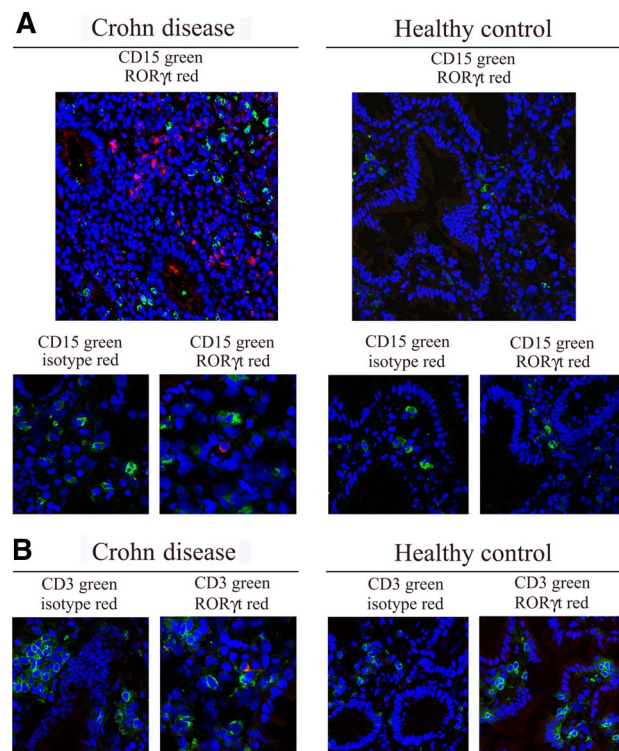 A
Crohn disease
Healthy control
CD15 green
RORγt red
CD15 green
RORγt red
CD15 green
isotype red
CD15 green
RORγt red
CD15 green
isotype red
CD15 green
RORγt red
B
Crohn disease
Healthy control
CD3 green
isotype red
CD3 green
RORγt red
CD3 green
isotype red
CD3 green
RORγt red